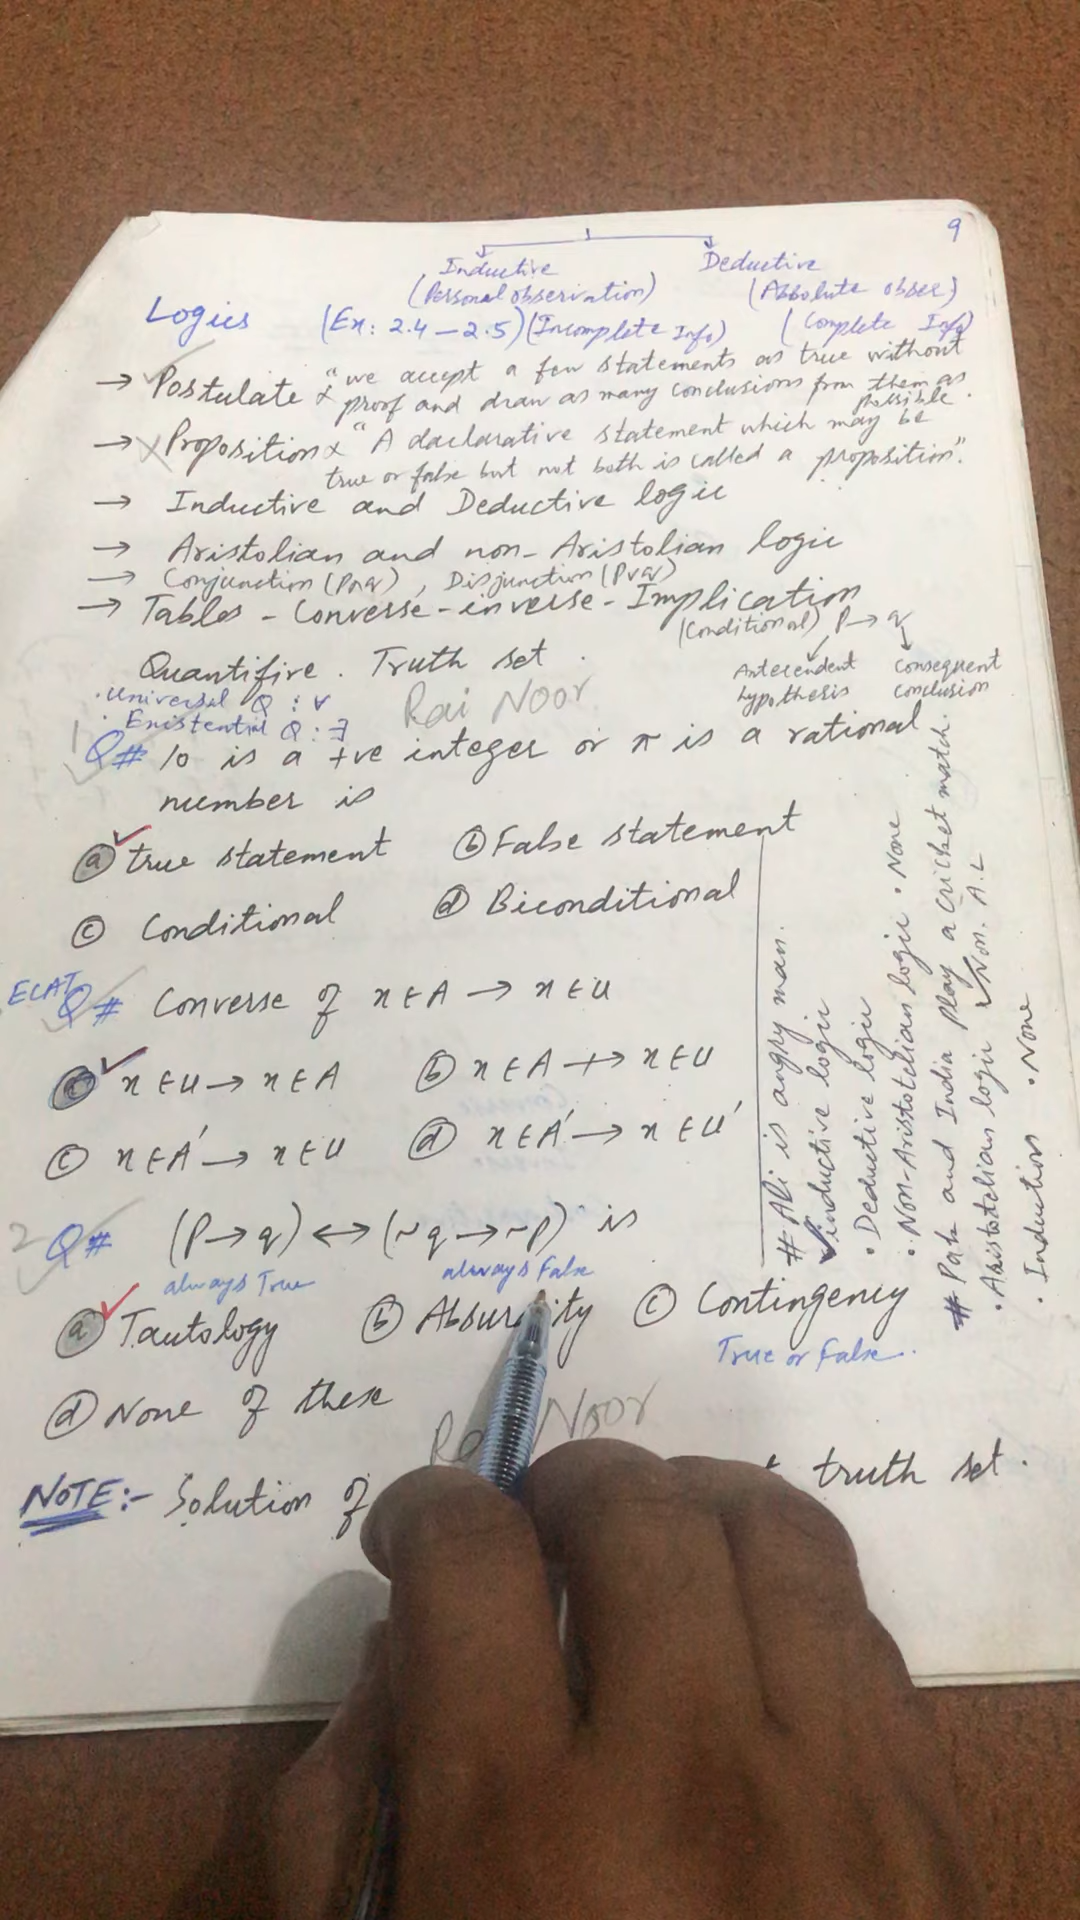 9
Inductive Deductive
(Personal observation) (Absolute obser)
Logics (Ex: 2.4 – 2.5) (Incomplete Info) (Complete Info)
→ Postulate "we accept a few statements as true without
proof and draw as many conclusions from them as
possible.
→ Proposition "A daclarative statement which may be
true or false but not both is called a proposition".
→ Inductive and Deductive logic
→ Aristolian and non-Aristolian logic
→ Conjunction (P∧q), Disjunction (P∨q)
→ Tables - Converse - inverse - Implication
(Conditional) P → q
Quantifire. Truth set.
Antecendent Consequent
hypothesis conclusion
· Universal Q : ∀
· Existential Q : ∃
Rai Noor
1 Q# 10 is a +ve integer or π is a rational
number is
ⓐ true statement ⓑ False statement
ⓒ Conditional ⓓ Biconditional
ECAT Q# Converse of x∈A → x∈U
x∈U → x∈A ⓑ x∈A ↛ x∈U
ⓒ x∈A' → x∈U ⓓ x∈A' → x∈U'
2 Q# (P→q) ↔ (~q→~p) is
always True always False
ⓐ Tautology ⓑ Absurdity ⓒ Contingency
True or False.
ⓓ None of these
Noor
NOTE:- Solution of truth set.
# Ali is angry man.
✓ inductive logic
· Deductive logic
· Non-Aristotelian logic · None
# Pak and India Play a Cricket match.
· Aristotelian logic ✓ Non. A.L
· Induction · None